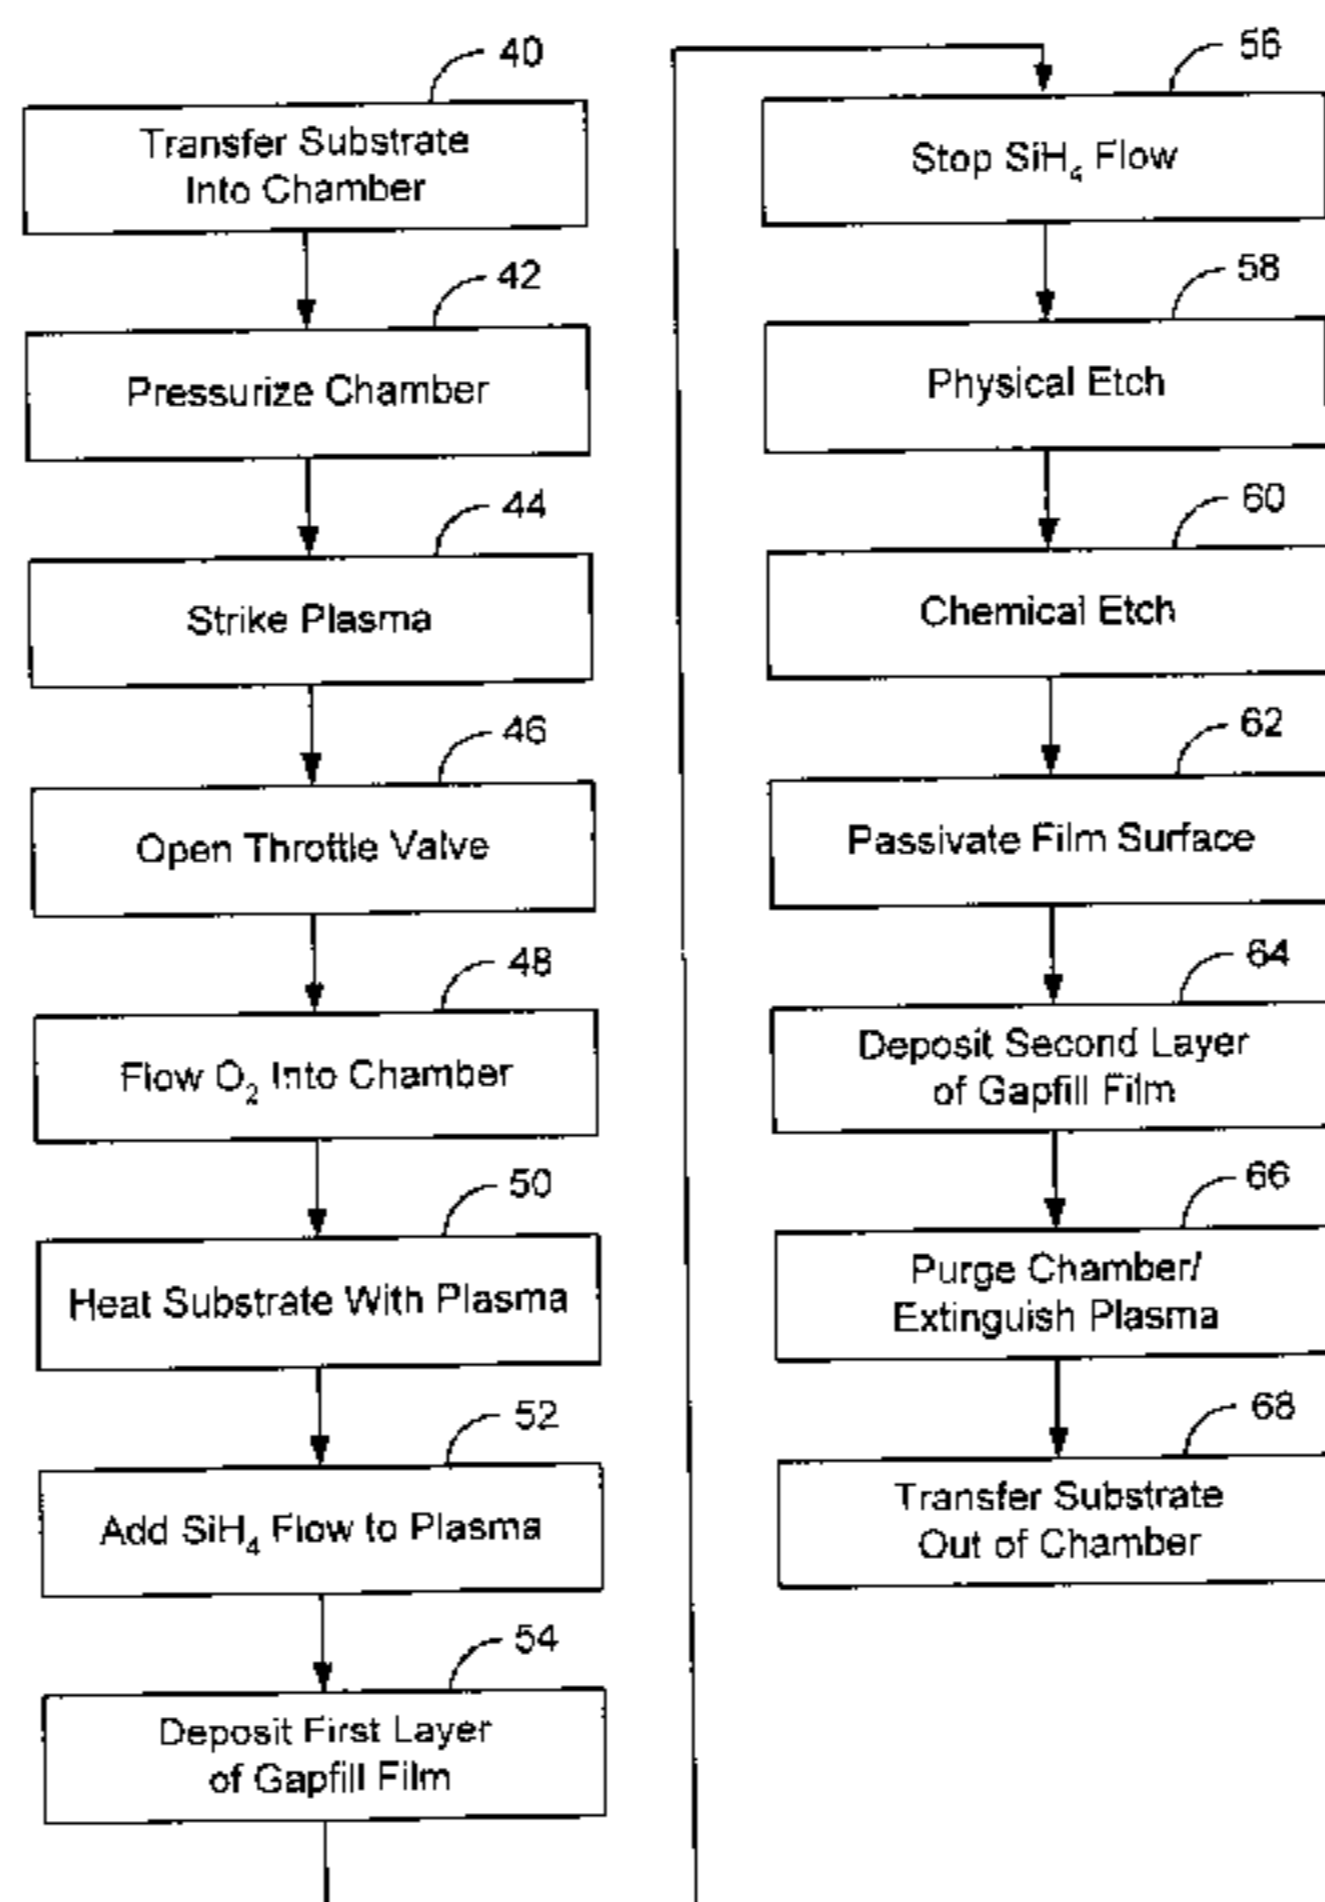 40
Transfer Substrate
Into Chamber
42
Pressurize Chamber
44
Strike Plasma
46
Open Throttle Valve
48
Flow O₂ Into Chamber
50
Heat Substrate With Plasma
52
Add SiH₄ Flow to Plasma
54
Deposit First Layer
of Gapfill Film
56
Stop SiH₄ Flow
58
Physical Etch
60
Chemical Etch
62
Passivate Film Surface
64
Deposit Second Layer
of Gapfill Film
66
Purge Chamber/
Extinguish Plasma
68
Transfer Substrate
Out of Chamber